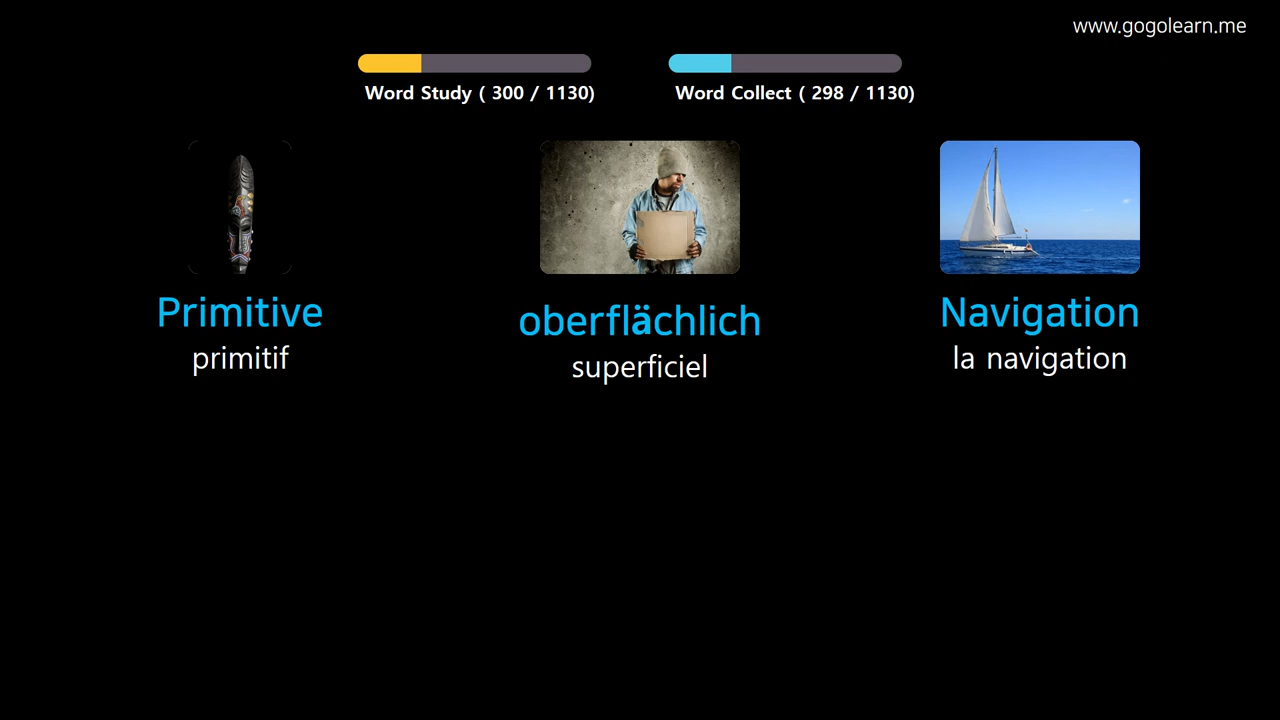 www.gogolearn.me
Word Study ( 300 / 1130)
Word Collect ( 298 / 1130)
Primitive
primitif
oberflächlich
superficiel
Navigation
la navigation